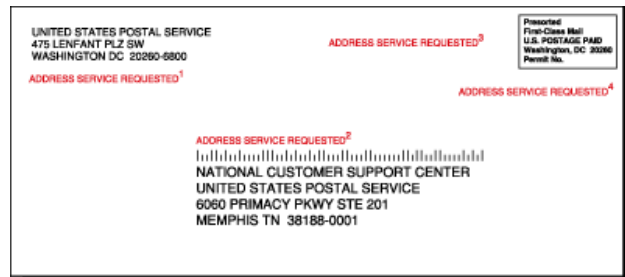 UNITED STATES POSTAL SERVICE
475 LENFANT PLZ SW
WASHINGTON DC  20260-6800
ADDRESS SERVICE REQUESTED1
ADDRESS SERVICE REQUESTED3
Presorted
First-Class Mail
U.S. POSTAGE PAID
Washington, DC 20260
Permit No.
ADDRESS SERVICE REQUESTED4
ADDRESS SERVICE REQUESTED2
NATIONAL CUSTOMER SUPPORT CENTER
UNITED STATES POSTAL SERVICE
6060 PRIMACY PKWY STE 201
MEMPHIS TN  38188-0001